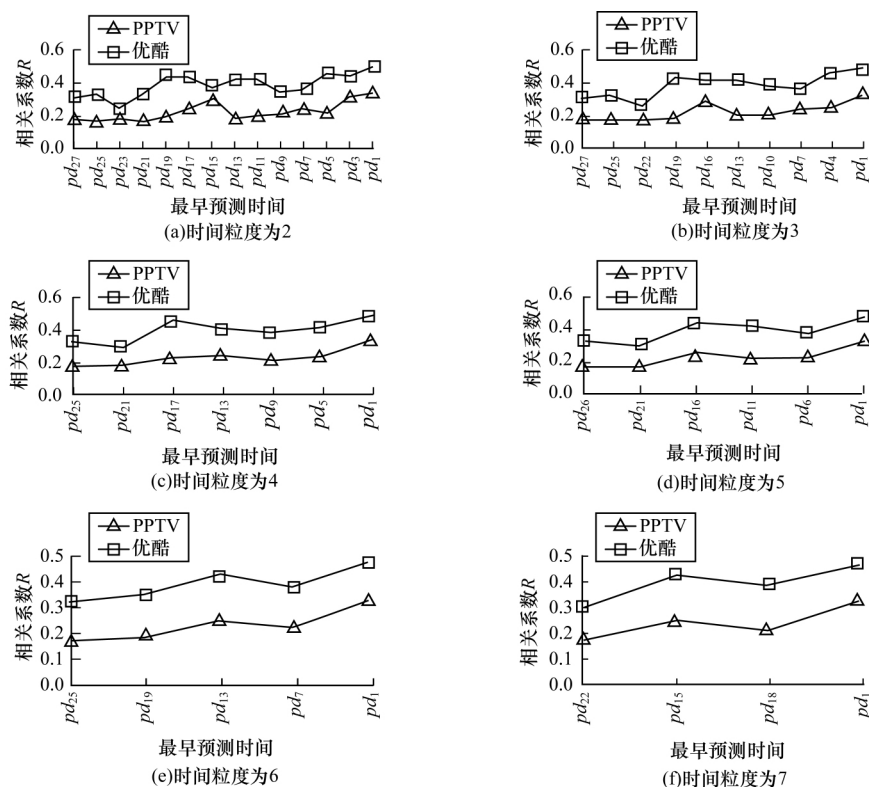 PPTV
优酷
相关系数R
0.6
0.4
0.2
0.0
pd27 pd25 pd23 pd21 pd19 pd17 pd15 pd13 pd11 pd9 pd7 pd5 pd3 pd1
最早预测时间
(a)时间粒度为2
PPTV
优酷
相关系数R
0.6
0.4
0.2
0.0
pd27 pd25 pd22 pd19 pd16 pd13 pd10 pd7 pd4 pd1
最早预测时间
(b)时间粒度为3
PPTV
优酷
相关系数R
0.6
0.4
0.2
0.0
pd25 pd21 pd17 pd13 pd9 pd5 pd1
最早预测时间
(c)时间粒度为4
PPTV
优酷
相关系数R
0.6
0.4
0.2
0.0
pd26 pd21 pd16 pd11 pd6 pd1
最早预测时间
(d)时间粒度为5
PPTV
优酷
相关系数R
0.5
0.4
0.3
0.2
0.1
0.0
pd25 pd19 pd13 pd7 pd1
最早预测时间
(e)时间粒度为6
PPTV
优酷
相关系数R
0.5
0.4
0.3
0.2
0.1
0.0
pd22 pd15 pd18 pd1
最早预测时间
(f)时间粒度为7